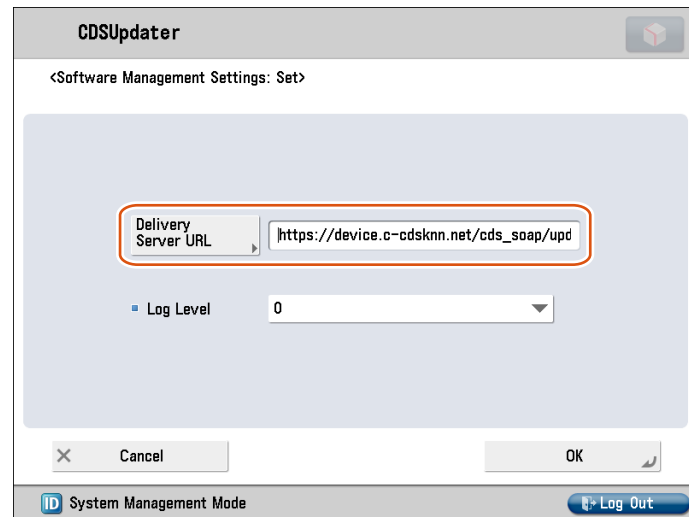 CDSUpdater
<Software Management Settings: Set>
Delivery
Server URL
https://device.c-cdsknn.net/cds_soap/upd
Log Level
0
Cancel
OK
ID System Management Mode
Log Out